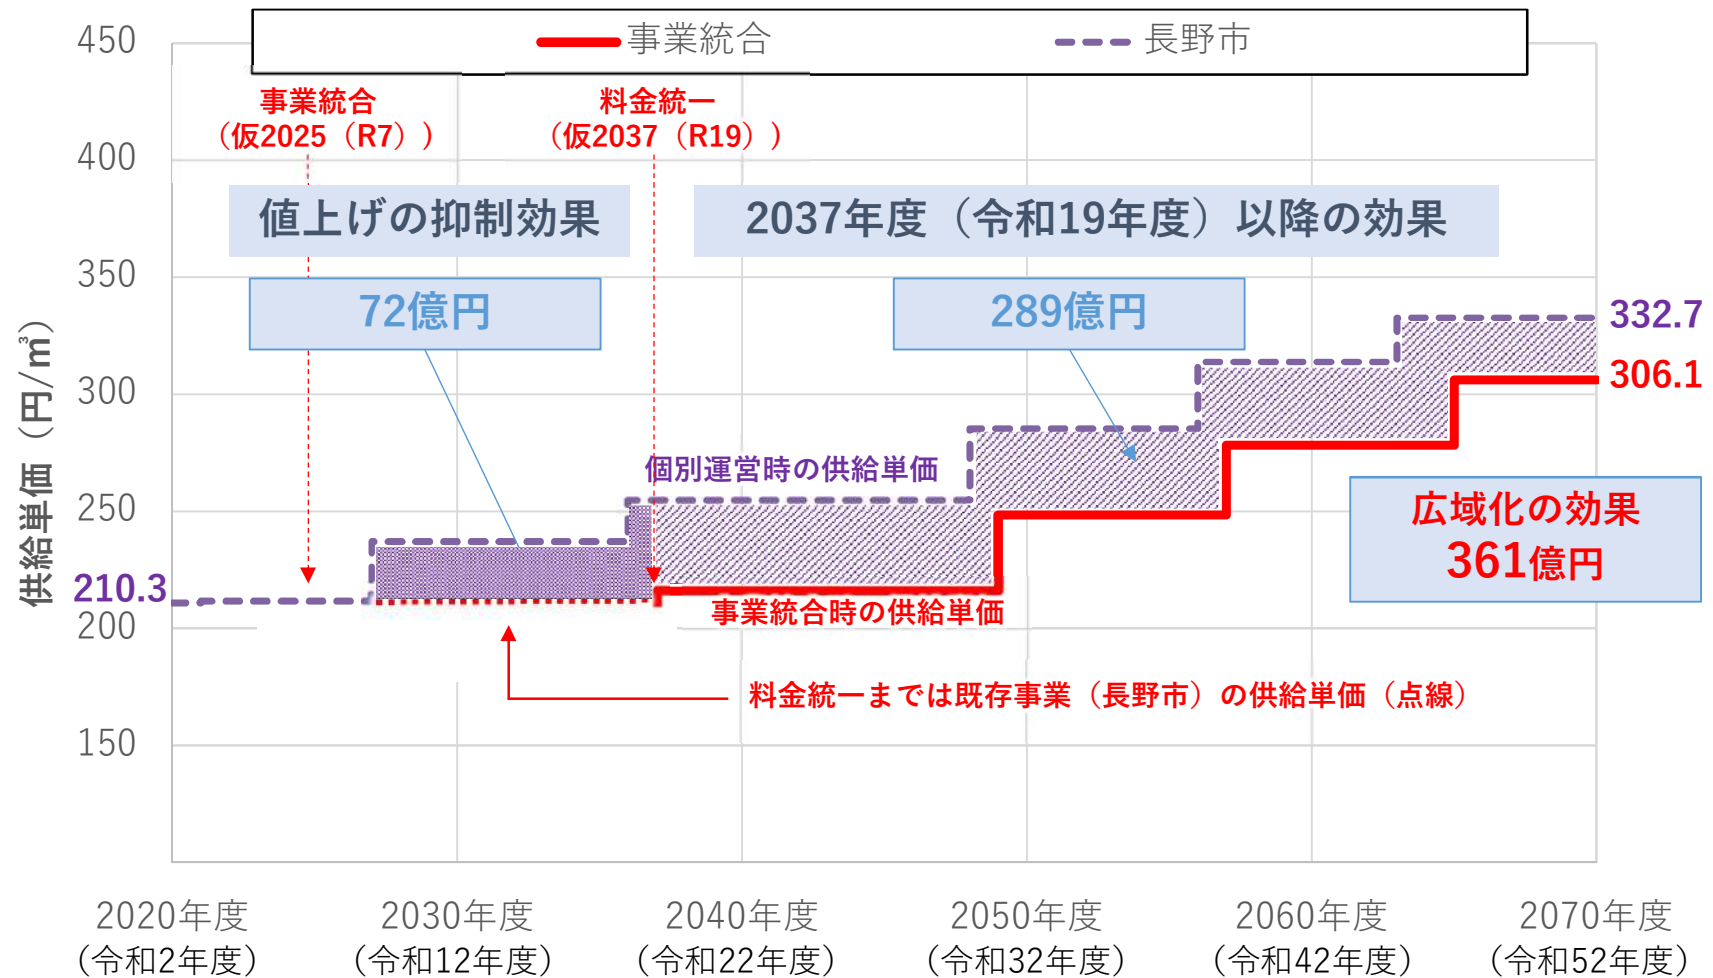 事業統合
長野市
450
400
350
300
250
200
150
供給単価（円/㎥）
事業統合
（仮2025（R7））
料金統一
（仮2037（R19））
値上げの抑制効果
2037年度（令和19年度）以降の効果
72億円
289億円
332.7
306.1
個別運営時の供給単価
広域化の効果
361億円
210.3
事業統合時の供給単価
料金統一までは既存事業（長野市）の供給単価（点線）
2020年度
(令和2年度)
2030年度
(令和12年度)
2040年度
(令和22年度)
2050年度
(令和32年度)
2060年度
(令和42年度)
2070年度
(令和52年度)